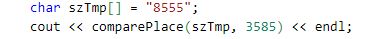 char szTmp[] = "8555";
cout << comparePlace(szTmp, 3585) << endl;